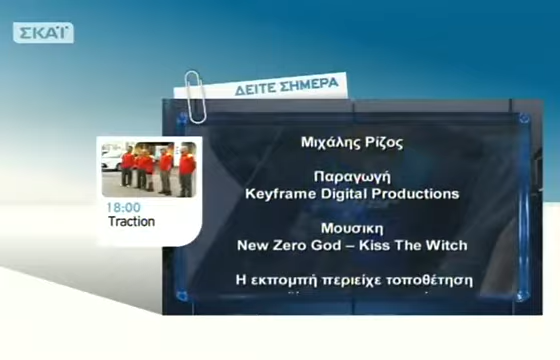 ΣΚΑΪ
ΔΕΙΤΕ ΣΗΜΕΡΑ
18:00
Traction
Μιχάλης Ρίζος
Παραγωγή
Keyframe Digital Productions
Μουσικη
New Zero God – Kiss The Witch
Η εκπομπή περιείχε τοποθέτηση